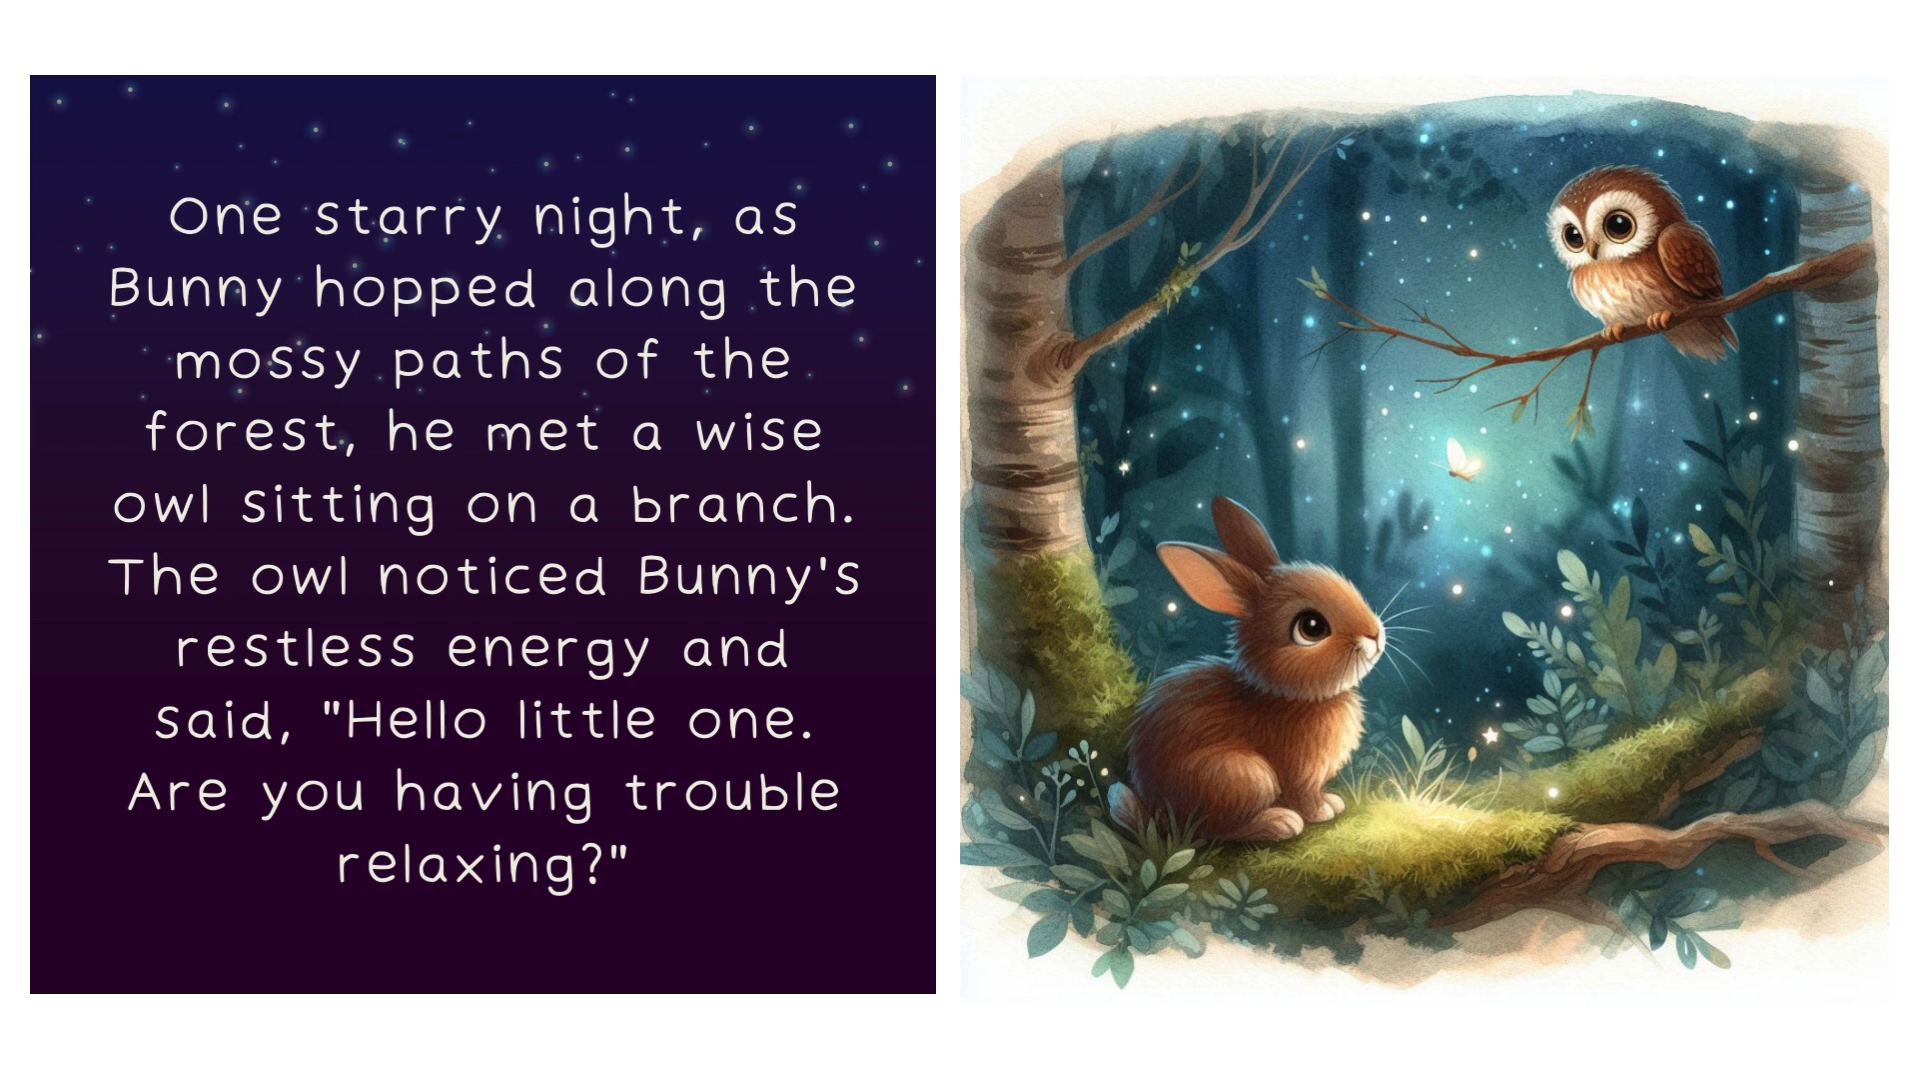 One starry night, as
Bunny hopped along the
mossy paths of the
forest, he met a wise
owl sitting on a branch.
The owl noticed Bunny's
restless energy and
said, "Hello little one.
Are you having trouble
relaxing?"